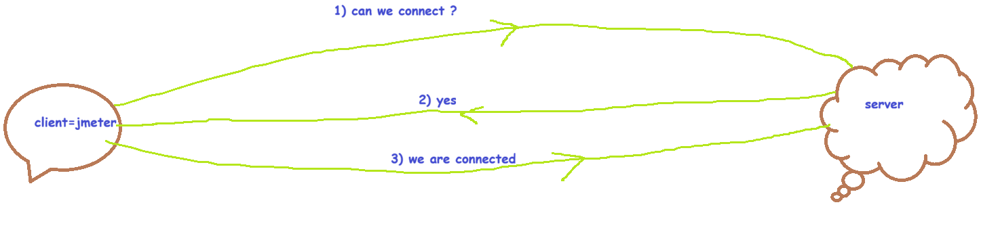 1) can we connect ?
2) yes
server
client=jmeter
3) we are connected